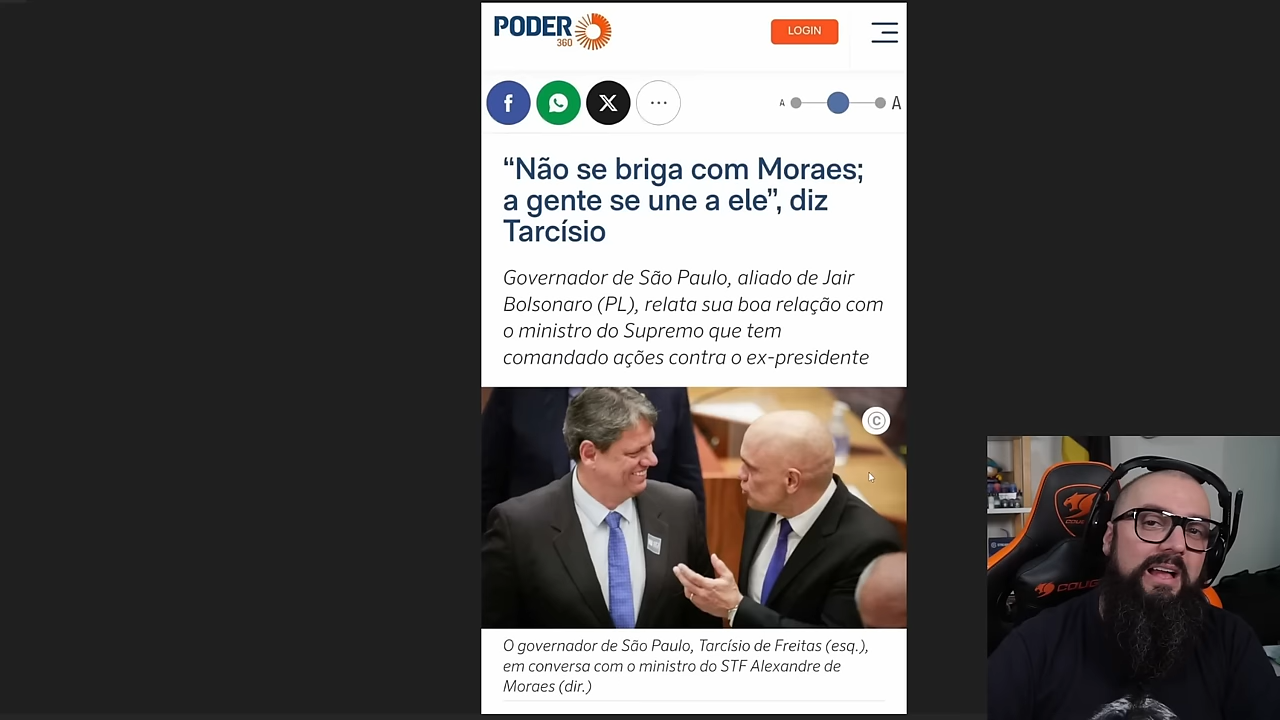 PODER
360
LOGIN
A A
“Não se briga com Moraes;
a gente se une a ele”, diz
Tarcísio
Governador de São Paulo, aliado de Jair
Bolsonaro (PL), relata sua boa relação com
o ministro do Supremo que tem
comandado ações contra o ex-presidente
©
O governador de São Paulo, Tarcísio de Freitas (esq.),
em conversa com o ministro do STF Alexandre de
Moraes (dir.)
COUGAR